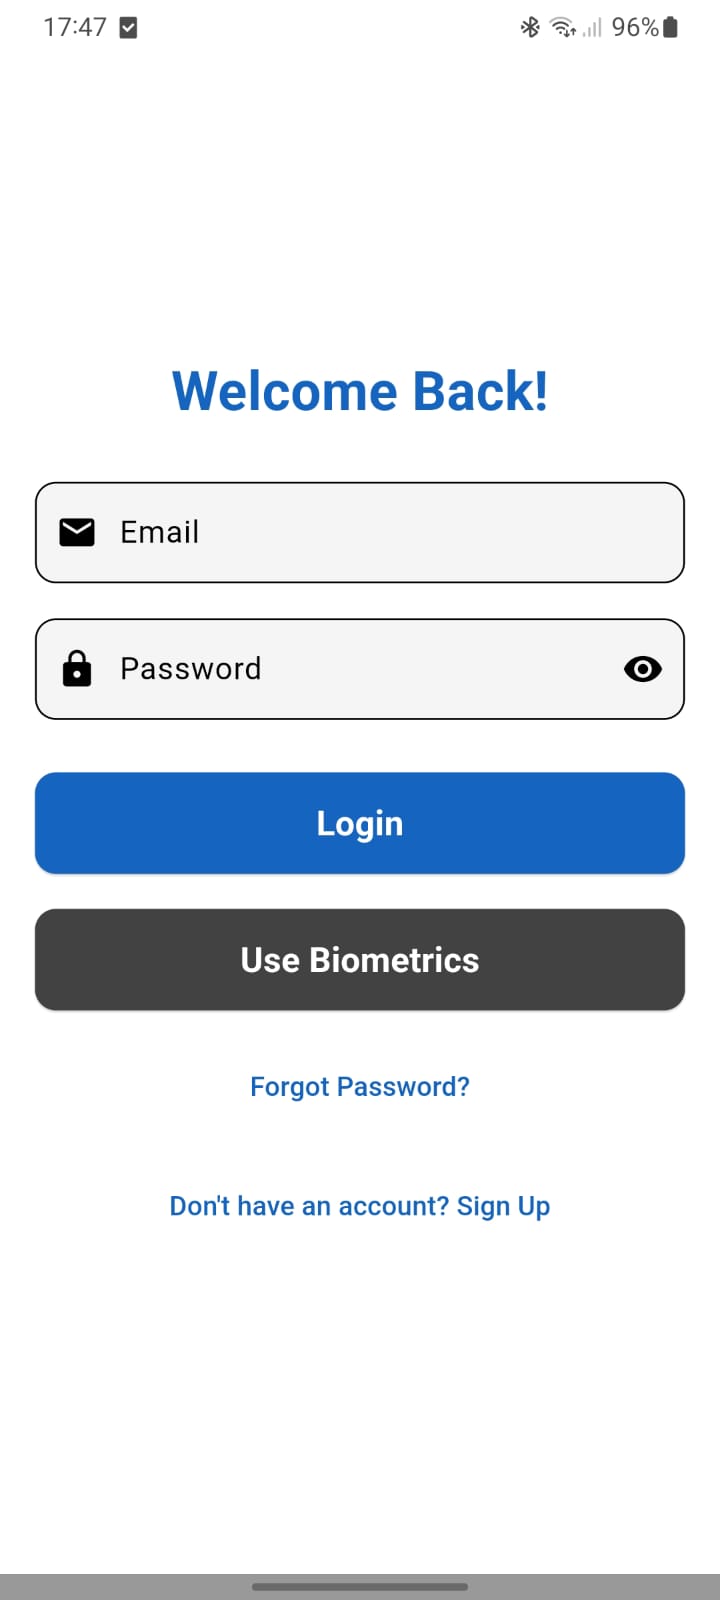 17:47
96%
Welcome Back!
Email
Password
Login
Use Biometrics
Forgot Password?
Don't have an account? Sign Up